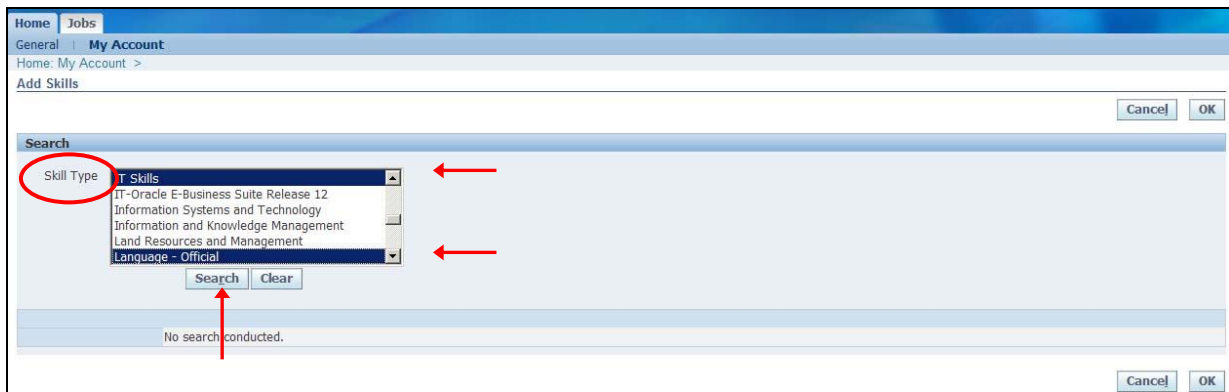 Home Jobs
General | My Account
Home: My Account >
Add Skills
Cancel OK
Search
Skill Type IT Skills
IT-Oracle E-Business Suite Release 12
Information Systems and Technology
Information and Knowledge Management
Land Resources and Management
Language - Official
Search Clear
No search conducted.
Cancel OK